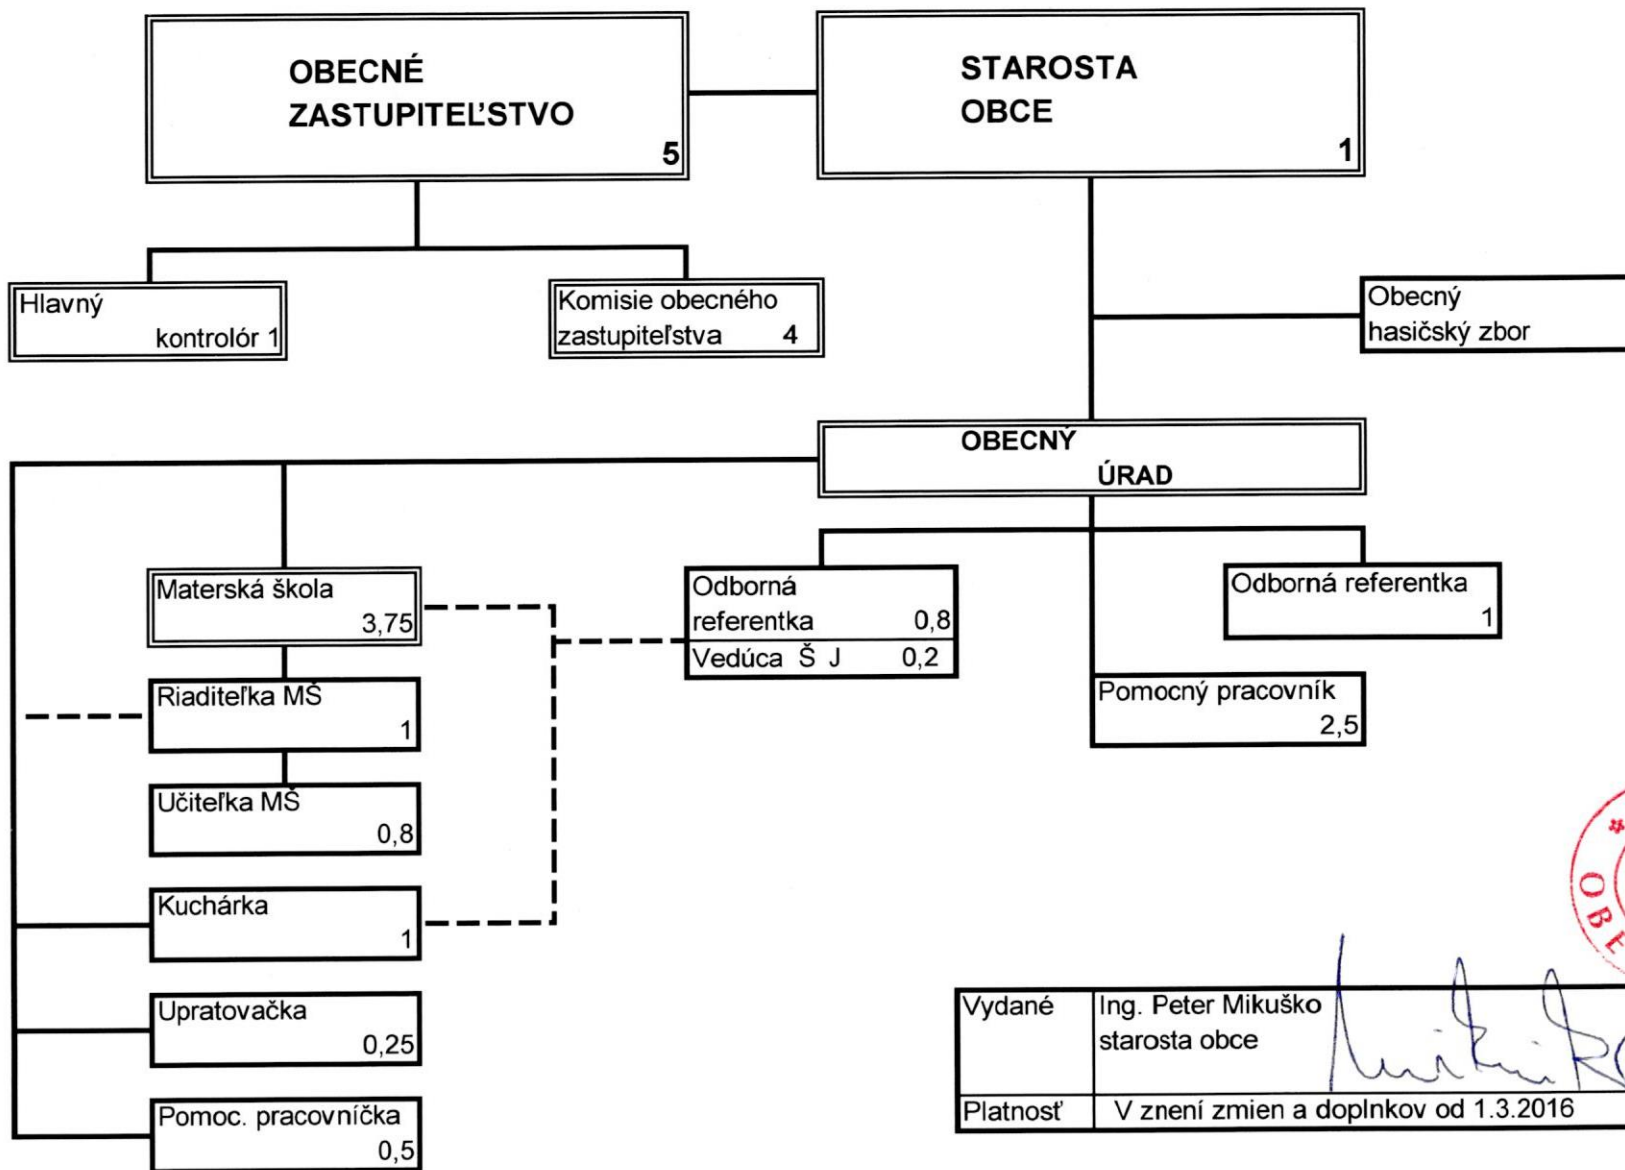 OBECNÉ
ZASTUPITEĽSTVO
5
STAROSTA
OBCE
1
Hlavný
kontrolór 1
Komisie obecného
zastupiteľstva 4
Obecný
hasičský zbor
OBECNÝ
ÚRAD
Materská škola
3,75
Odborná
referentka 0,8
Vedúca Š J 0,2
Odborná referentka
1
Riaditeľka MŠ
1
Pomocný pracovník
2,5
Učiteľka MŠ
0,8
Kuchárka
1
Upratovačka
0,25
Pomoc. pracovníčka
0,5
OBE
Vydané Ing. Peter Mikuško
starosta obce
Platnosť V znení zmien a doplnkov od 1.3.2016